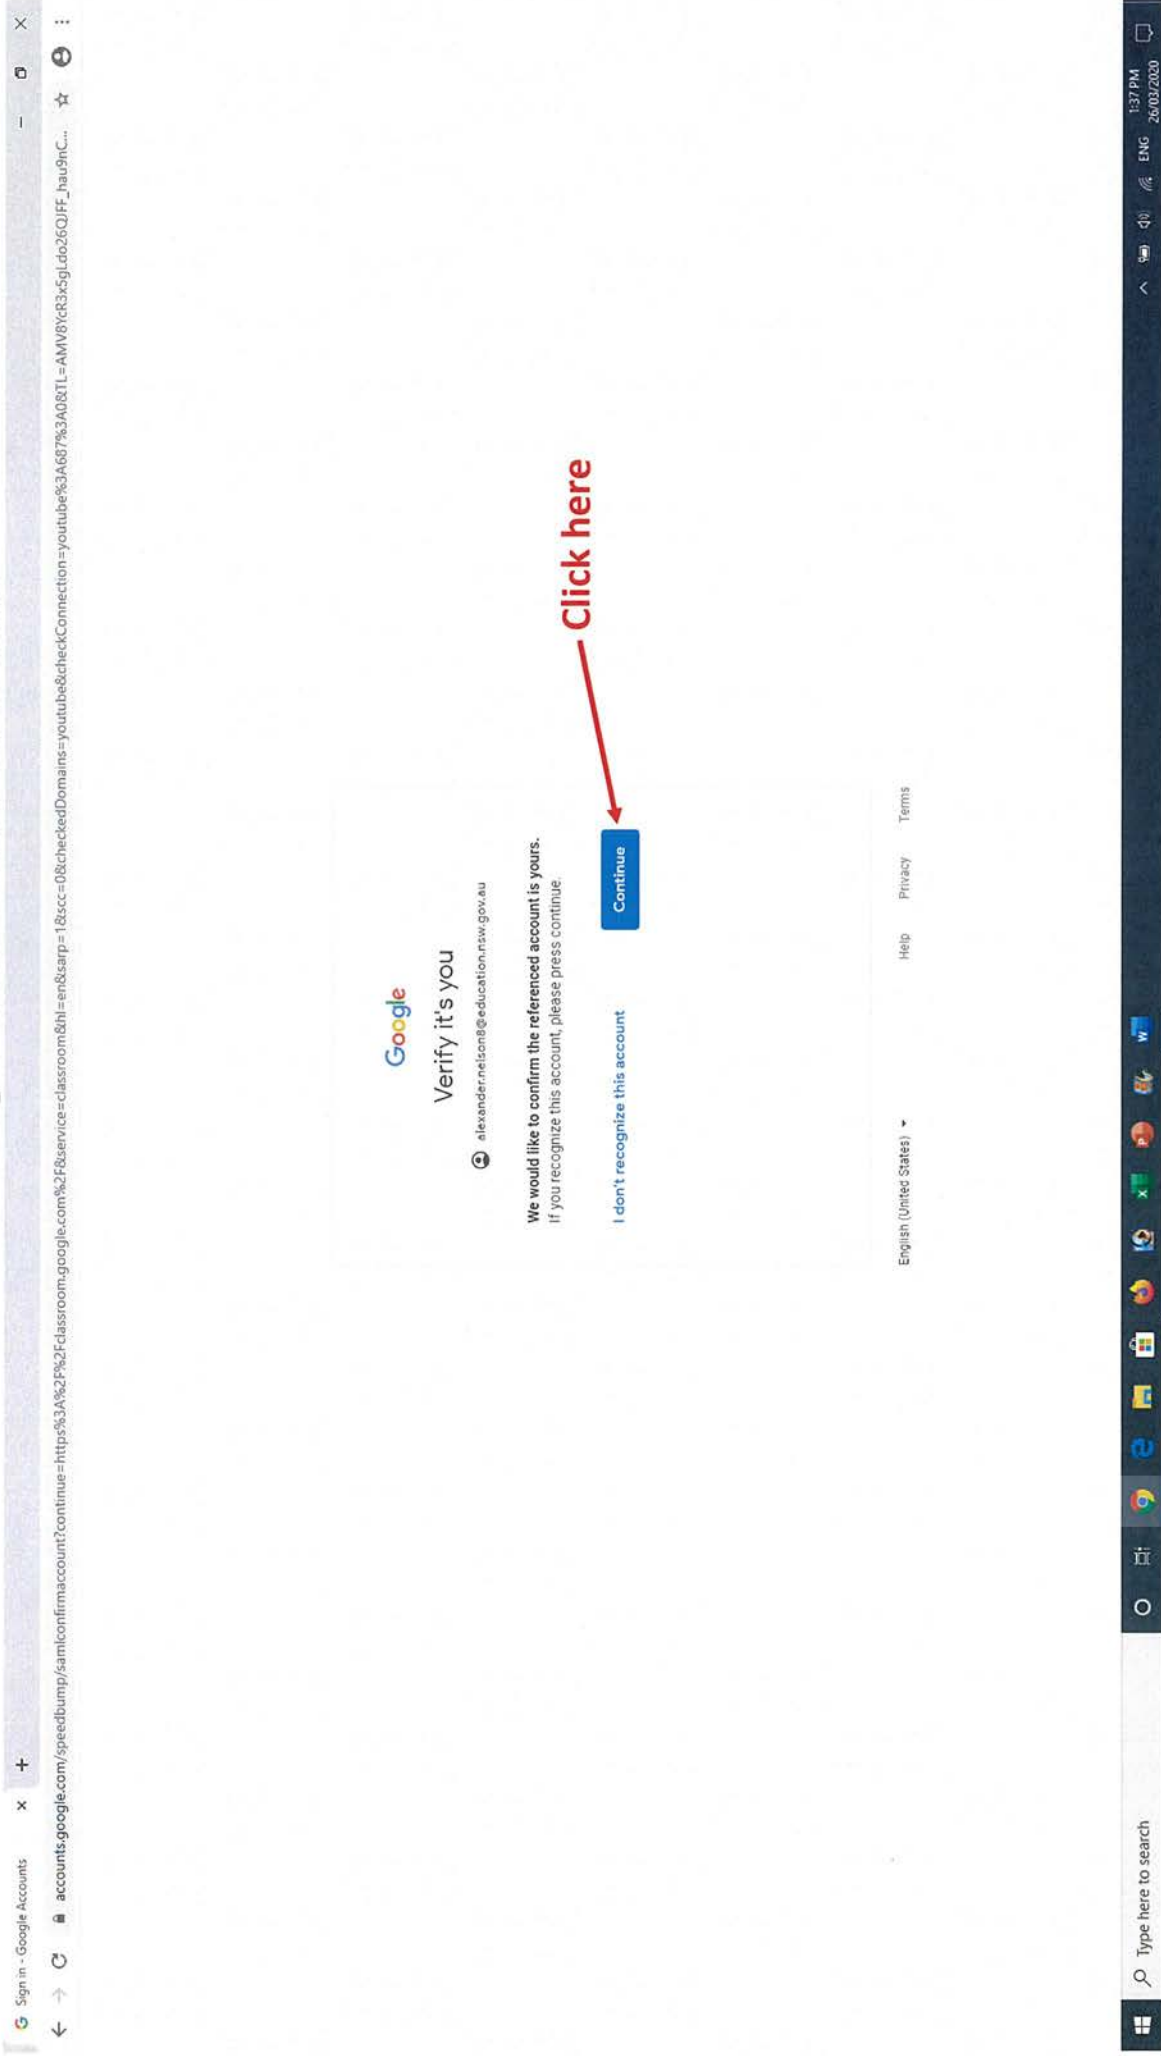 Sign in - Google Accounts
accounts.google.com/speedbump/samlconfirmaccount?continue=https%3A%2F%2Fclassroom.google.com%2F&service=classroom&hl=en&sarp=1&scc=0&checkedDomains=youtube&checkConnection=youtube%3A687%3A0&TL=AMV8YcR3x5gLdo26QJFF_hau9nC...
Google
Verify it's you
alexander.nelson8@education.nsw.gov.au
We would like to confirm the referenced account is yours.
If you recognize this account, please press continue.
I don't recognize this account
Continue
Click here
English (United States)
Help
Privacy
Terms
Type here to search
ENG
1:37 PM
26/03/2020